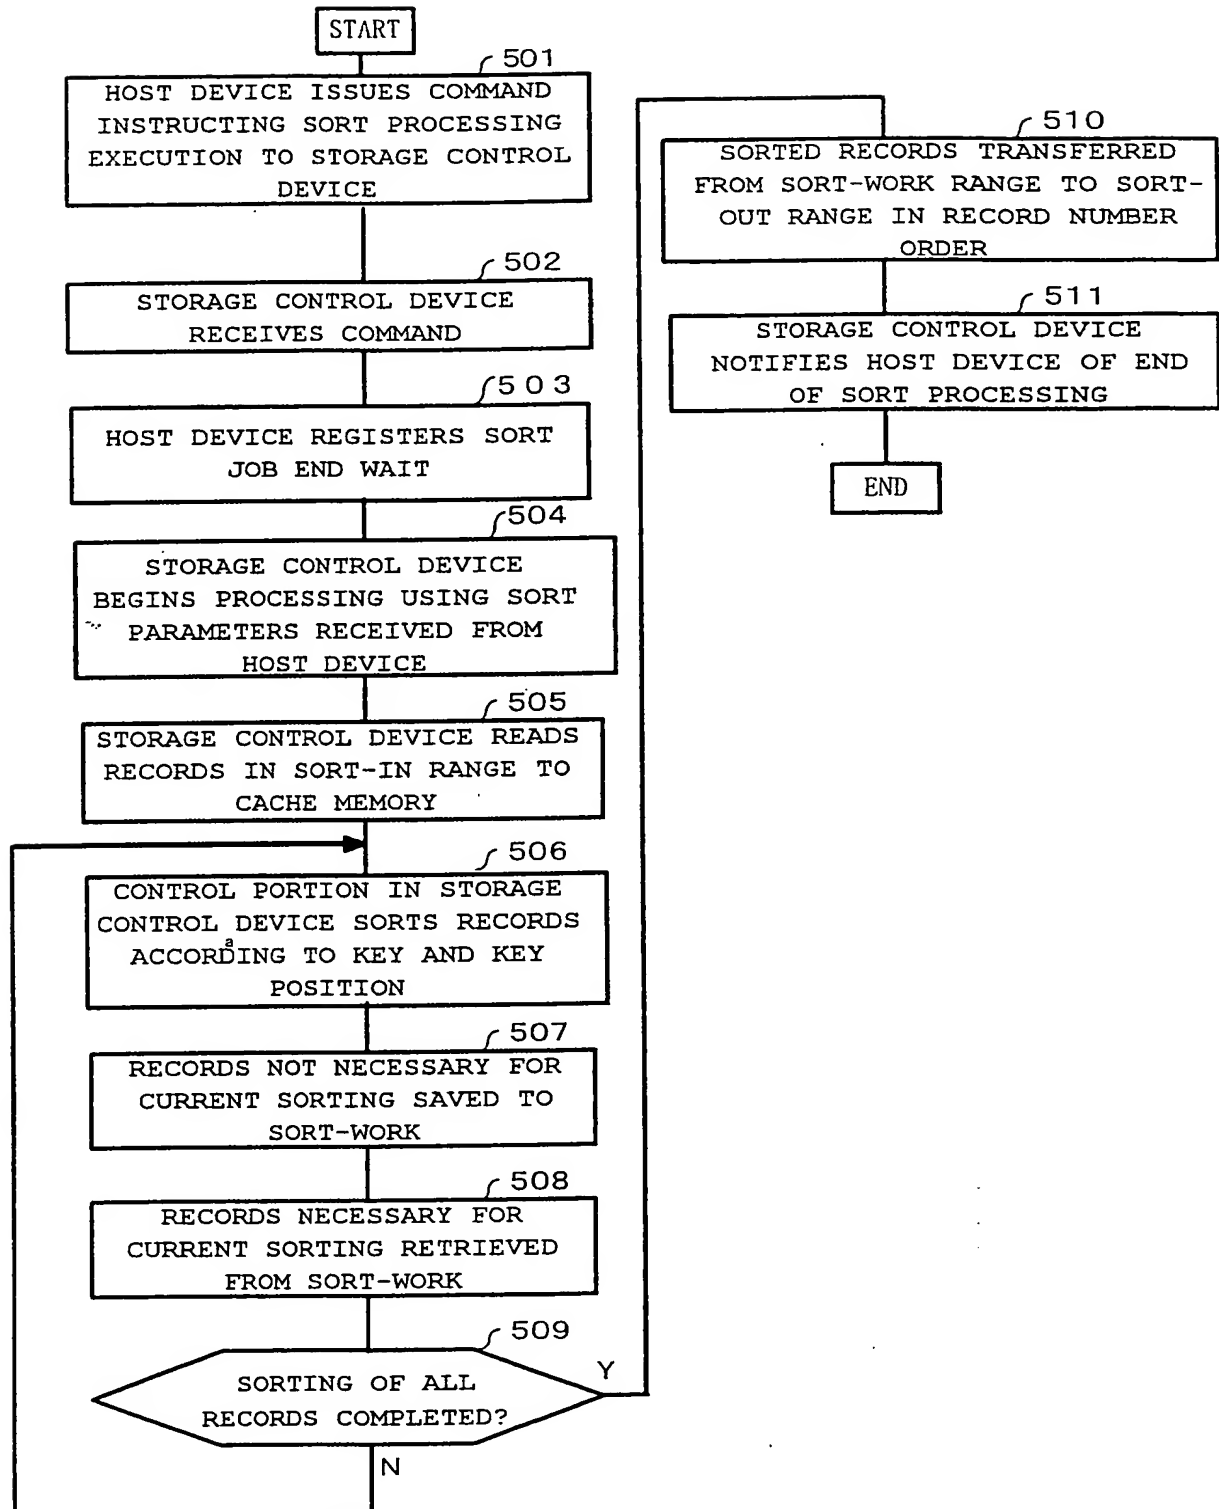 START
501
HOST DEVICE ISSUES COMMAND
INSTRUCTING SORT PROCESSING
EXECUTION TO STORAGE CONTROL
DEVICE
502
STORAGE CONTROL DEVICE
RECEIVES COMMAND
503
HOST DEVICE REGISTERS SORT
JOB END WAIT
504
STORAGE CONTROL DEVICE
BEGINS PROCESSING USING SORT
PARAMETERS RECEIVED FROM
HOST DEVICE
505
STORAGE CONTROL DEVICE READS
RECORDS IN SORT-IN RANGE TO
CACHE MEMORY
506
CONTROL PORTION IN STORAGE
CONTROL DEVICE SORTS RECORDS
a
ACCORDING TO KEY AND KEY
POSITION
507
RECORDS NOT NECESSARY FOR
CURRENT SORTING SAVED TO
SORT-WORK
508
RECORDS NECESSARY FOR
CURRENT SORTING RETRIEVED
FROM SORT-WORK
509
SORTING OF ALL
RECORDS COMPLETED?
Y
N
510
SORTED RECORDS TRANSFERRED
FROM SORT-WORK RANGE TO SORT-
OUT RANGE IN RECORD NUMBER
ORDER
511
STORAGE CONTROL DEVICE
NOTIFIES HOST DEVICE OF END
OF SORT PROCESSING
END